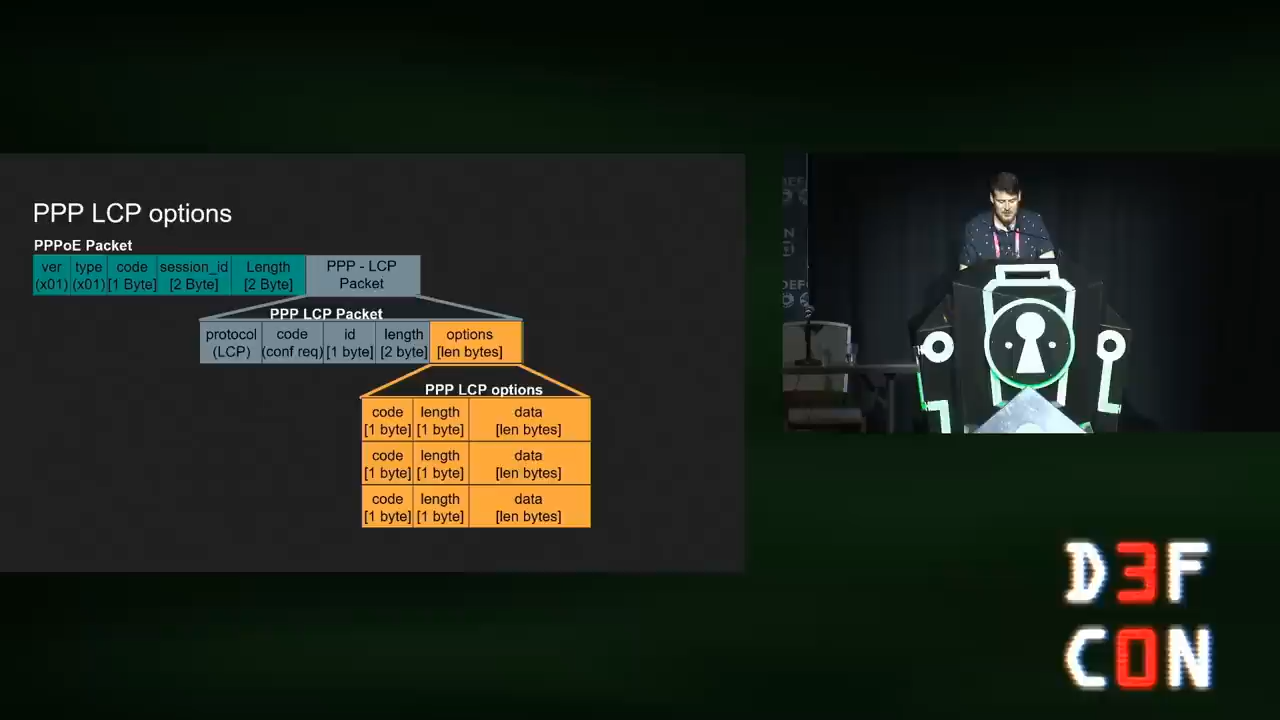 PPP LCP options
PPPoE Packet
ver type code session_id Length PPP - LCP
(x01) (x01) [1 Byte] [2 Byte] [2 Byte] Packet
PPP LCP Packet
protocol code id length options
(LCP) (conf req) [1 byte] [2 byte] [len bytes]
PPP LCP options
code length data
[1 byte] [1 byte] [len bytes]
code length data
[1 byte] [1 byte] [len bytes]
code length data
[1 byte] [1 byte] [len bytes]
D3F
C0N